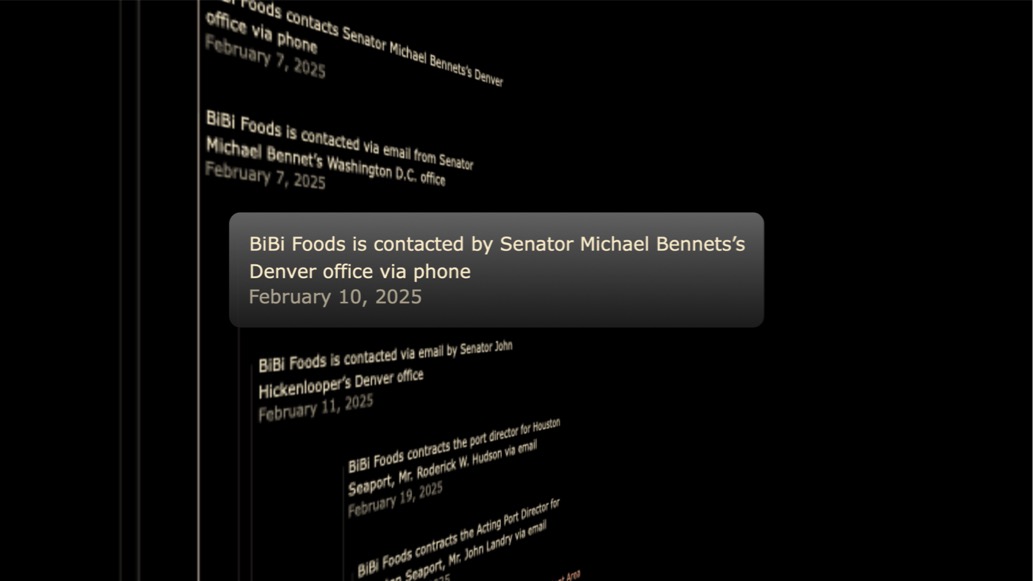 Foods contacts Senator Michael Bennets’s Denver
office via phone
February 7, 2025
BiBi Foods is contacted via email from Senator
Michael Bennet’s Washington D.C. office
February 7, 2025
BiBi Foods is contacted by Senator Michael Bennets’s
Denver office via phone
February 10, 2025
BiBi Foods is contacted via email by Senator John
Hickenlooper’s Denver office
February 11, 2025
BiBi Foods contracts the port director for Houston
Seaport, Mr. Roderick W. Hudson via email
February 19, 2025
BiBi Foods contracts the Acting Port Director for
Seaport, Mr. John Landry via email
Area